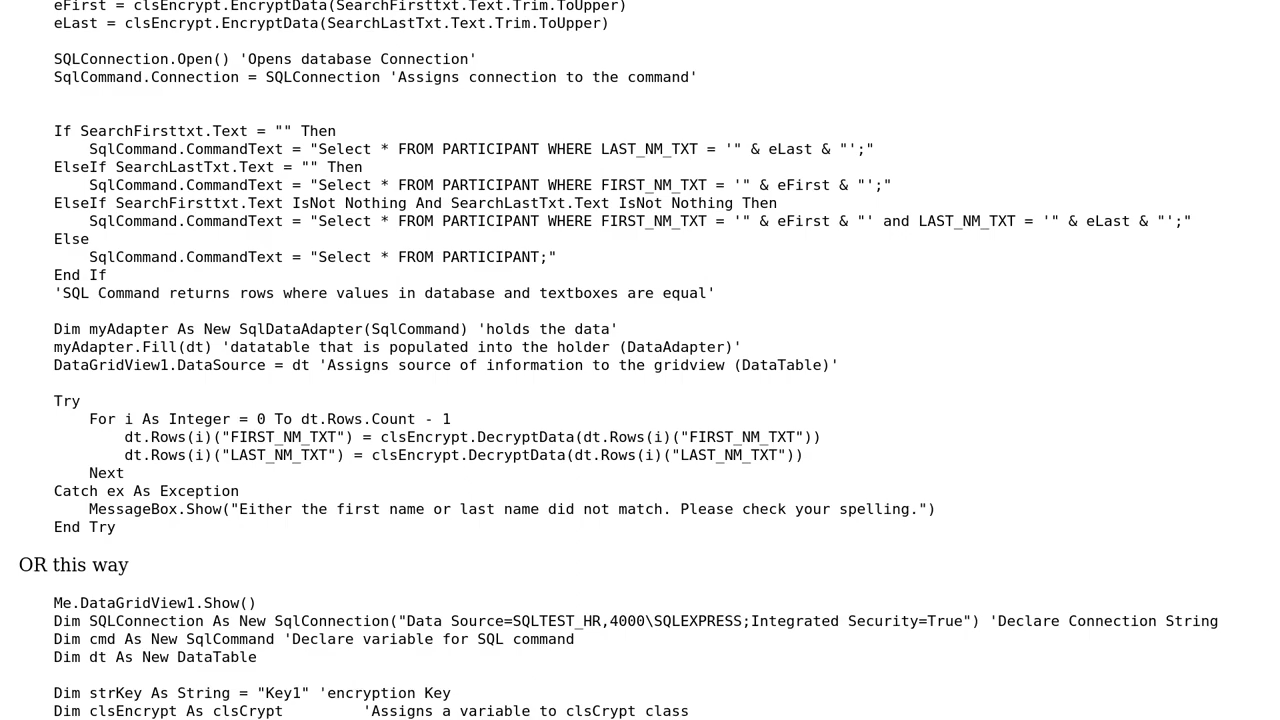 eFirst = clsEncrypt.EncryptData(SearchFirsttxt.Text.Trim.ToUpper)
eLast = clsEncrypt.EncryptData(SearchLastTxt.Text.Trim.ToUpper)
SQLConnection.Open() 'Opens database Connection'
SqlCommand.Connection = SQLConnection 'Assigns connection to the command'
If SearchFirsttxt.Text = "" Then
SqlCommand.CommandText = "Select * FROM PARTICIPANT WHERE LAST_NM_TXT = '" & eLast & "';"
ElseIf SearchLastTxt.Text = "" Then
SqlCommand.CommandText = "Select * FROM PARTICIPANT WHERE FIRST_NM_TXT = '" & eFirst & "';"
ElseIf SearchFirsttxt.Text IsNot Nothing And SearchLastTxt.Text IsNot Nothing Then
SqlCommand.CommandText = "Select * FROM PARTICIPANT WHERE FIRST_NM_TXT = '" & eFirst & "' and LAST_NM_TXT = '" & eLast & "';"
Else
SqlCommand.CommandText = "Select * FROM PARTICIPANT;"
End If
'SQL Command returns rows where values in database and textboxes are equal'
Dim myAdapter As New SqlDataAdapter(SqlCommand) 'holds the data'
myAdapter.Fill(dt) 'datatable that is populated into the holder (DataAdapter)'
DataGridView1.DataSource = dt 'Assigns source of information to the gridview (DataTable)'
Try
For i As Integer = 0 To dt.Rows.Count - 1
dt.Rows(i)("FIRST_NM_TXT") = clsEncrypt.DecryptData(dt.Rows(i)("FIRST_NM_TXT"))
dt.Rows(i)("LAST_NM_TXT") = clsEncrypt.DecryptData(dt.Rows(i)("LAST_NM_TXT"))
Next
Catch ex As Exception
MessageBox.Show("Either the first name or last name did not match. Please check your spelling.")
End Try
OR this way
Me.DataGridView1.Show()
Dim SQLConnection As New SqlConnection("Data Source=SQLTEST_HR,4000\SQLEXPRESS;Integrated Security=True") 'Declare Connection String
Dim cmd As New SqlCommand 'Declare variable for SQL command
Dim dt As New DataTable
Dim strKey As String = "Key1" 'encryption Key
Dim clsEncrypt As clsCrypt 'Assigns a variable to clsCrypt class